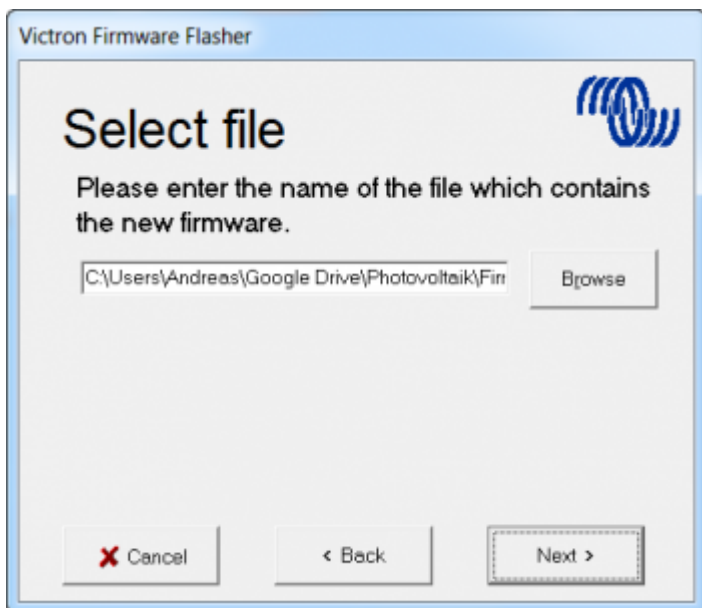 Victron Firmware Flasher
Select file
Please enter the name of the file which contains
the new firmware.
C:\Users\Andreas\Google Drive\Photovoltaik\Firr
Browse
Cancel
< Back
Next >